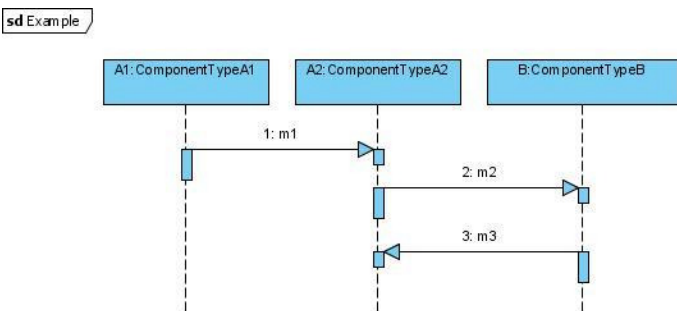 sd Example
A1:ComponentTypeA1
A2:ComponentTypeA2
B:ComponentTypeB
1: m1
2: m2
3: m3